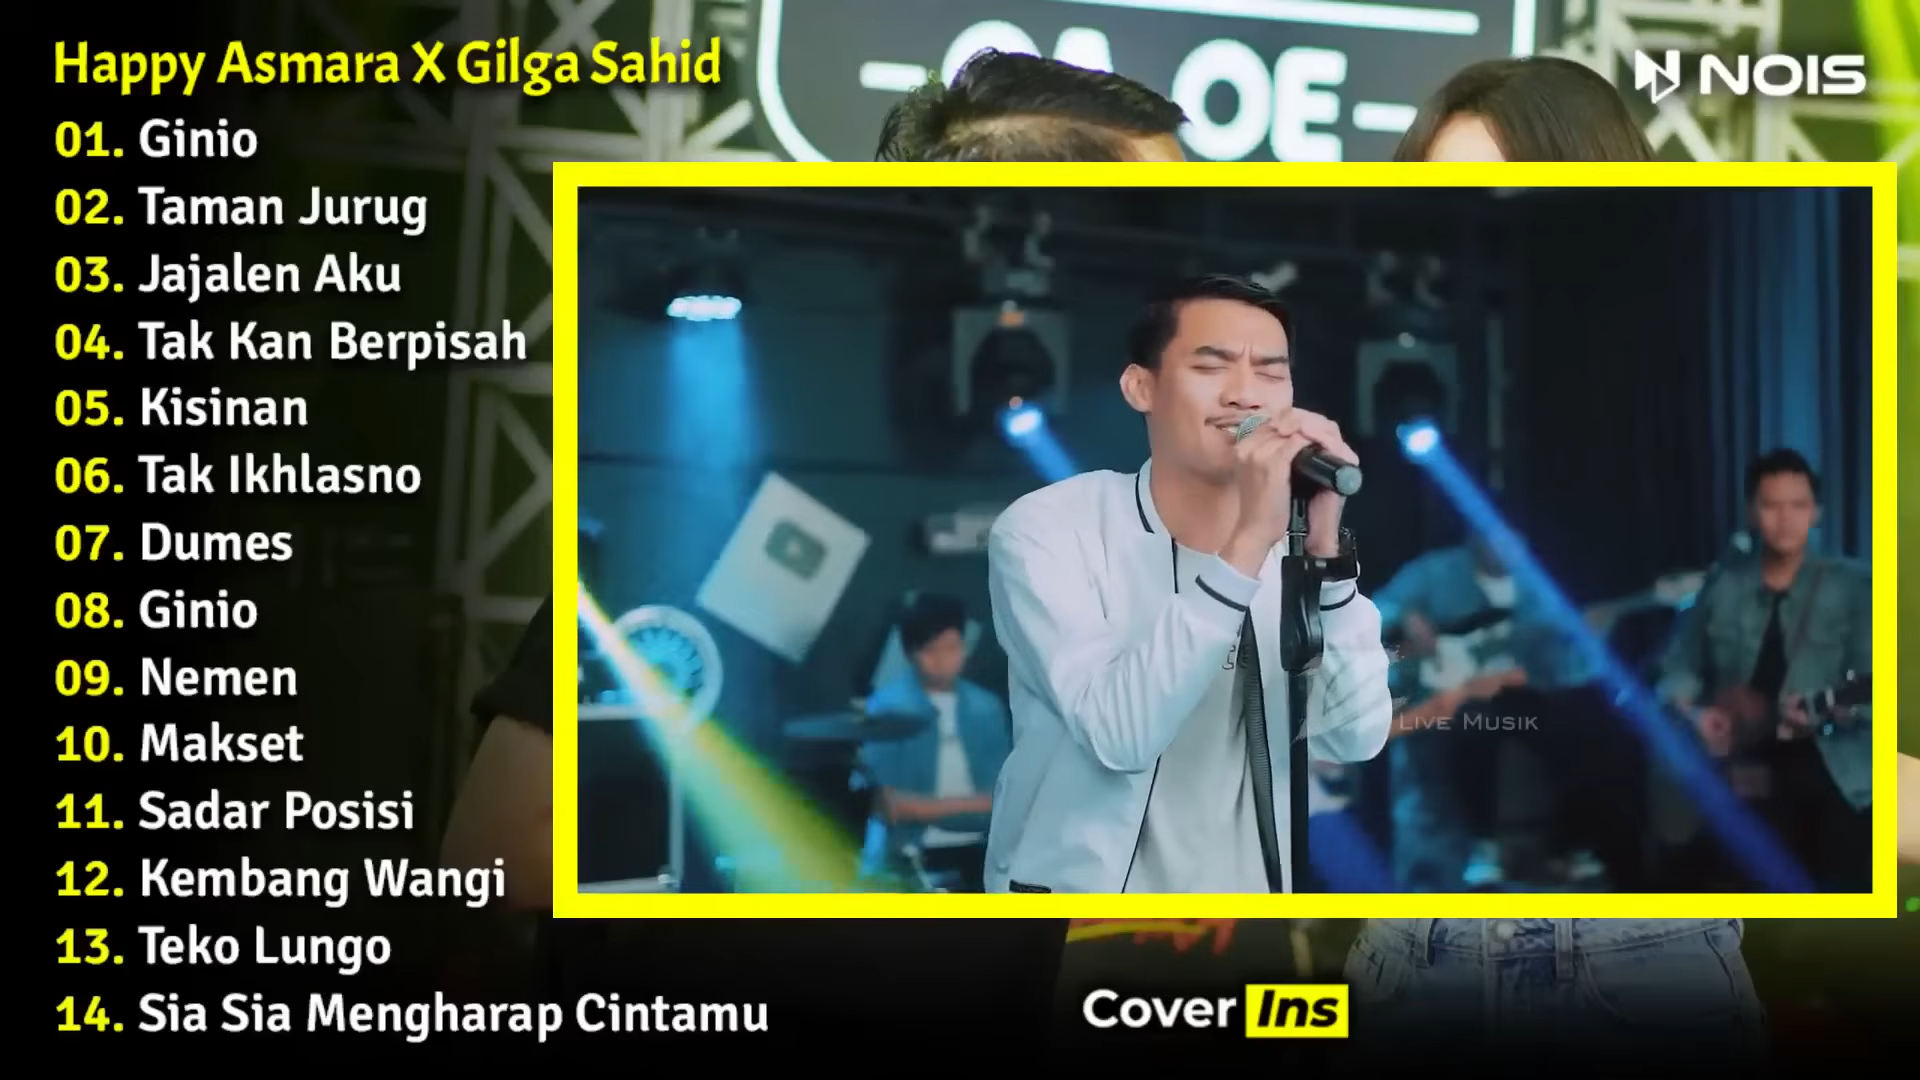 Happy Asmara X Gilga Sahid
NOIS
OE
01. Ginio
02. Taman Jurug
03. Jajalen Aku
04. Tak Kan Berpisah
05. Kisinan
06. Tak Ikhlasno
07. Dumes
08. Ginio
09. Nemen
10. Makset
11. Sadar Posisi
12. Kembang Wangi
13. Teko Lungo
14. Sia Sia Mengharap Cintamu
Live Musik
Cover Ins